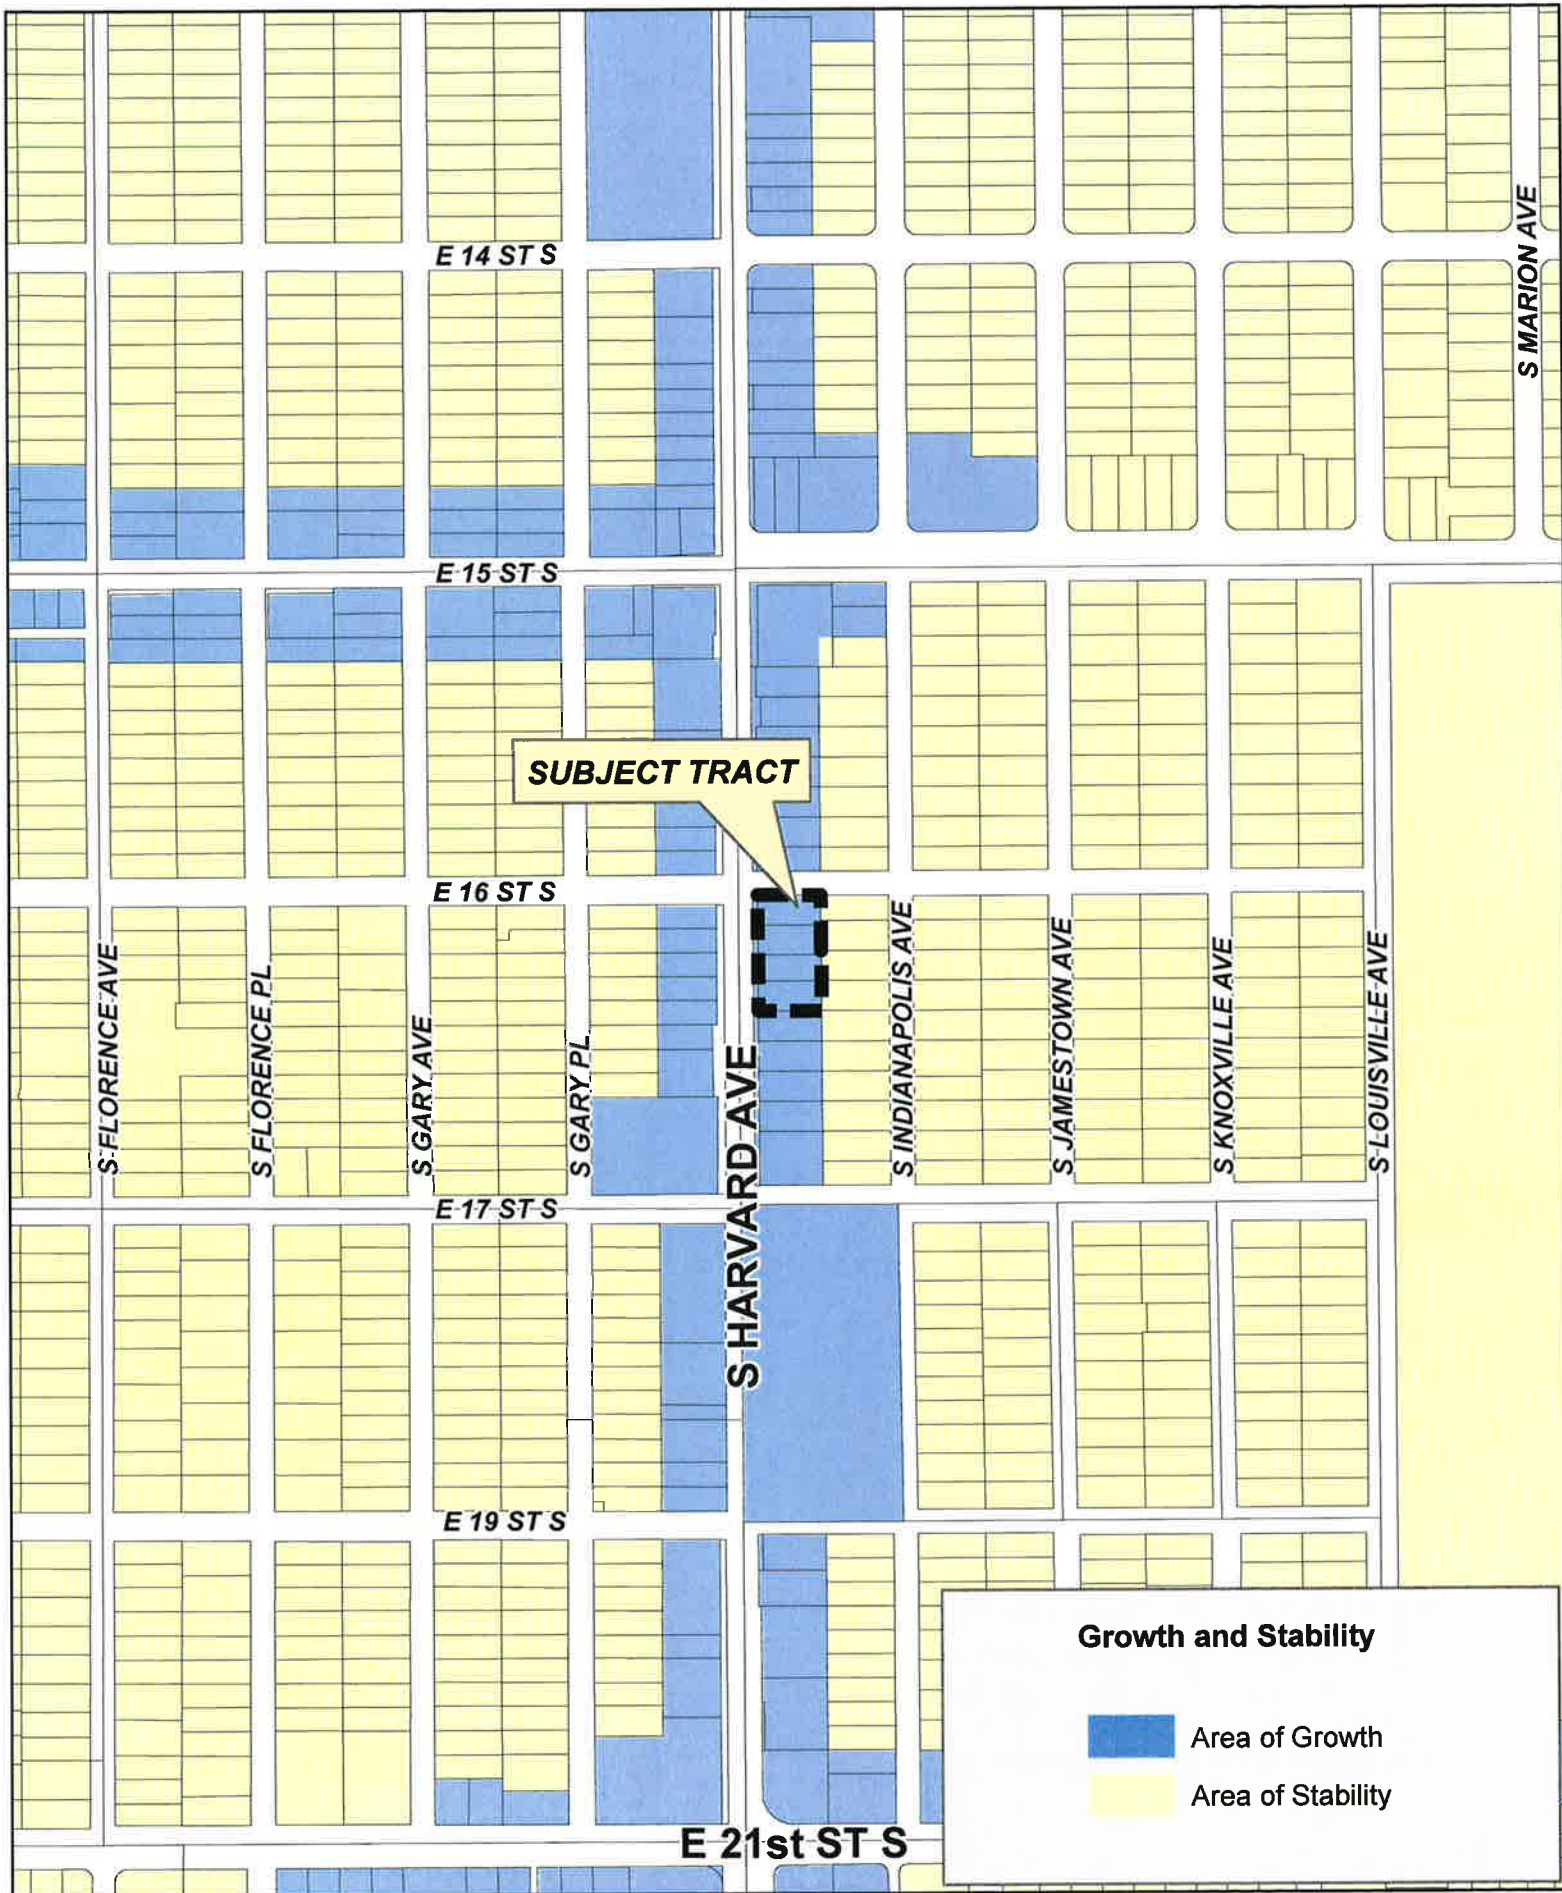 E 14 ST S
S MARION AVE
E 15 ST S
SUBJECT TRACT
E 16 ST S
S FLORENCE AVE
S FLORENCE PL
S GARY AVE
S GARY PL
S HARVARD AVE
S INDIANAPOLIS AVE
S JAMESTOWN AVE
S KNOXVILLE AVE
S LOUISVILLE AVE
E 17 ST S
E 19 ST S
Growth and Stability
Area of Growth
Area of Stability
E 21st ST S